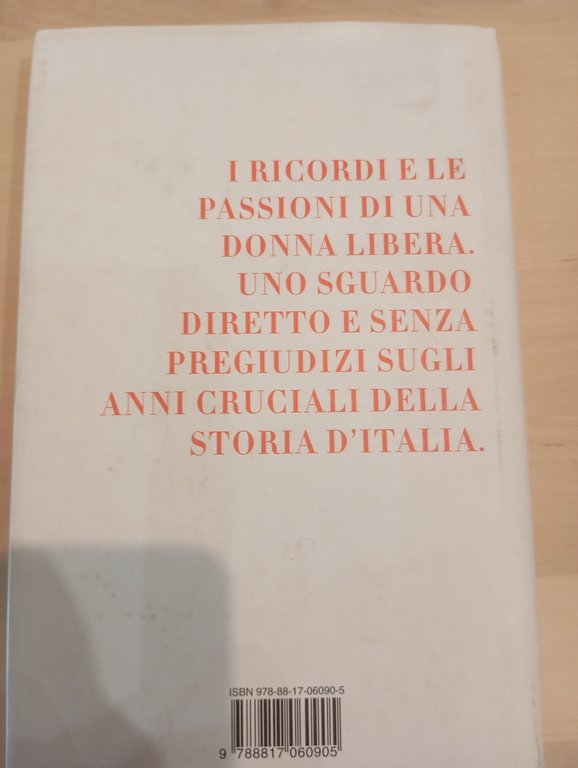 I RICORDI E LE
PASSIONI DI UNA
DONNA LIBERA.
UNO SGUARDO
DIRETTO E SENZA
PREGIUDIZI SUGLI
ANNI CRUCIALI DELLA
STORIA D'ITALIA.
ISBN 978-88-17-06090-5
9 788817 060905